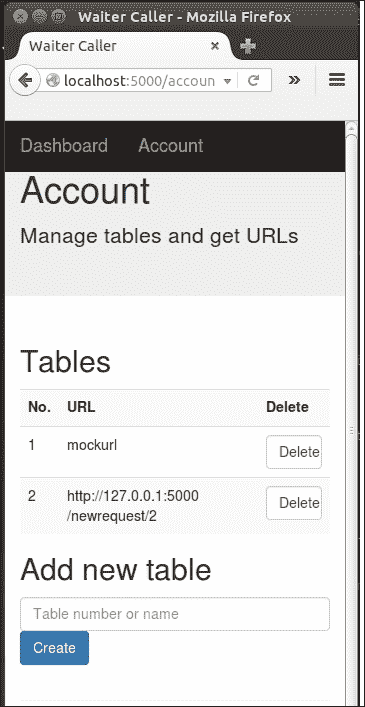 Waiter Caller - Mozilla Firefox
Waiter Caller
localhost:5000/accoun
Dashboard Account
Account
Manage tables and get URLs
Tables
No. URL Delete
1 mockurl Delete
2 http://127.0.0.1:5000
/newrequest/2 Delete
Add new table
Table number or name
Create